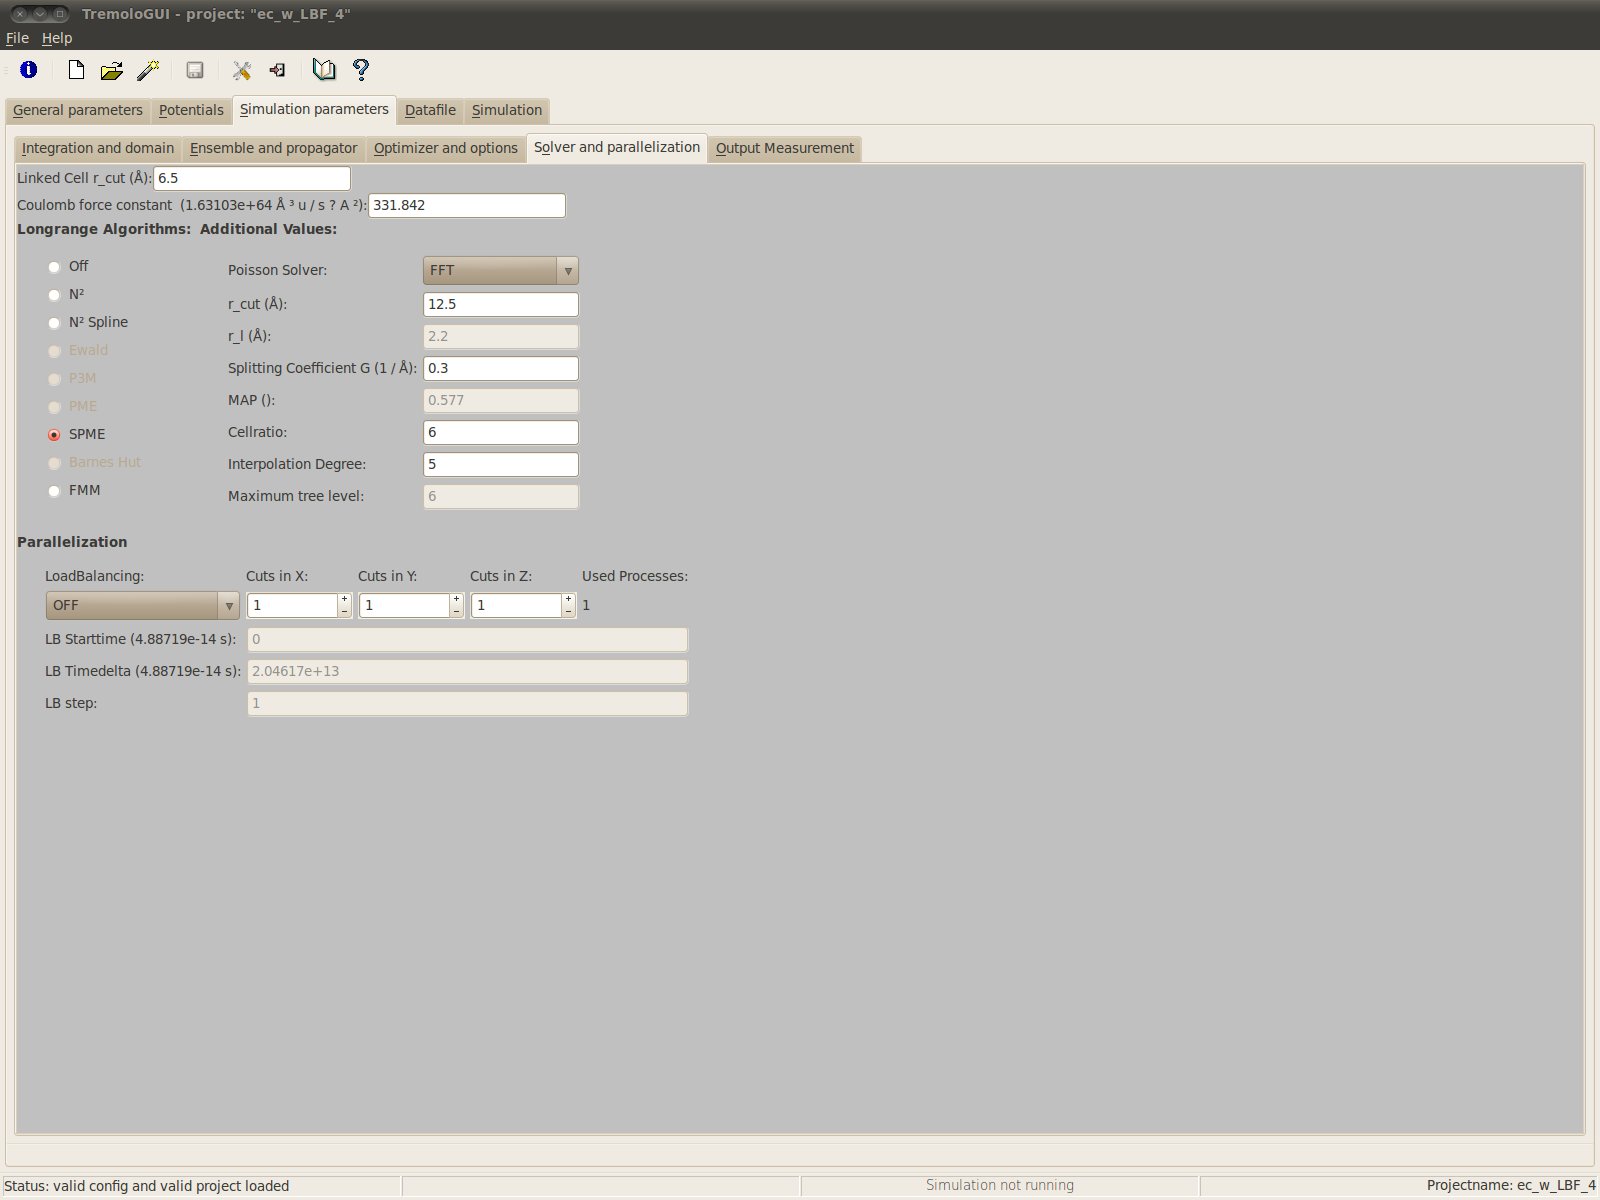 TremoloGUI - project: "ec_w_LBF_4"
File Help
General parameters Potentials Simulation parameters Datafile Simulation
Integration and domain Ensemble and propagator Optimizer and options Solver and parallelization Output Measurement
Linked Cell r_cut (Å): 6.5
Coulomb force constant (1.63103e+64 Å ³ u / s ? A ²): 331.842
Longrange Algorithms: Additional Values:
Off
N²
N² Spline
Ewald
P3M
PME
SPME
Barnes Hut
FMM
Poisson Solver: FFT
r_cut (Å): 12.5
r_l (Å): 2.2
Splitting Coefficient G (1 / Å): 0.3
MAP (): 0.577
Cellratio: 6
Interpolation Degree: 5
Maximum tree level: 6
Parallelization
LoadBalancing: Cuts in X: Cuts in Y: Cuts in Z: Used Processes:
OFF 1 1 1 1
LB Starttime (4.88719e-14 s): 0
LB Timedelta (4.88719e-14 s): 2.04617e+13
LB step: 1
Status: valid config and valid project loaded Simulation not running Projectname: ec_w_LBF_4